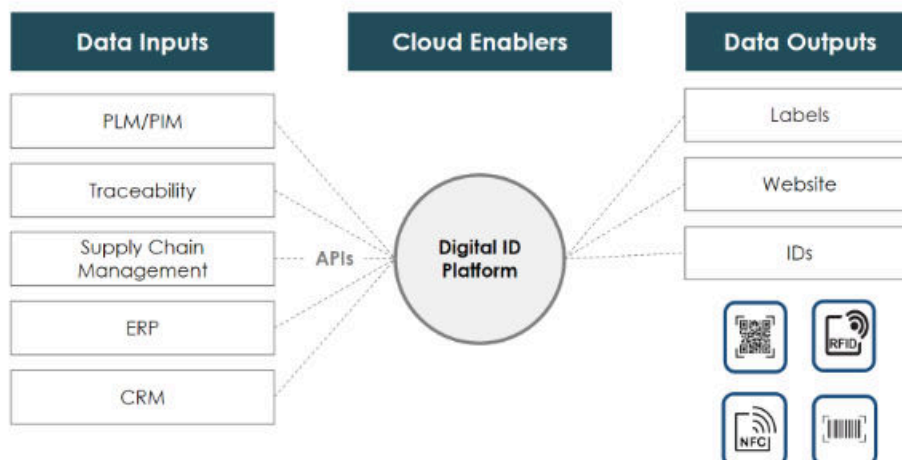 Data Inputs
Cloud Enablers
Data Outputs
PLM/PIM
Traceability
Supply Chain
Management
ERP
CRM
APIs
Digital ID
Platform
Labels
Website
IDs
RFID
NFC